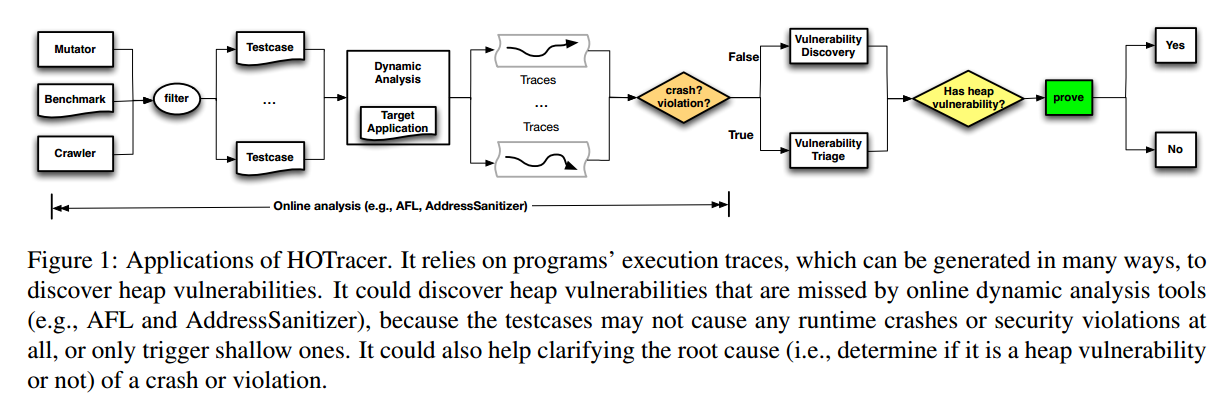 Mutator
Benchmark
Crawler
filter
Testcase
...
Testcase
Dynamic
Analysis
Target
Application
Traces
...
Traces
crash?
violation?
False
True
Vulnerability
Discovery
Vulnerability
Triage
Has heap
vulnerability?
prove
Yes
No
Online analysis (e.g., AFL, AddressSanitizer)
Figure 1: Applications of HOTracer. It relies on programs’ execution traces, which can be generated in many ways, to
discover heap vulnerabilities. It could discover heap vulnerabilities that are missed by online dynamic analysis tools
(e.g., AFL and AddressSanitizer), because the testcases may not cause any runtime crashes or security violations at
all, or only trigger shallow ones. It could also help clarifying the root cause (i.e., determine if it is a heap vulnerability
or not) of a crash or violation.